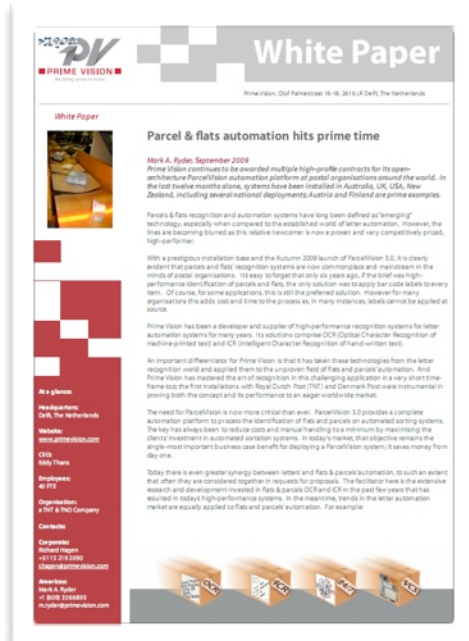 PV
PRIME VISION
White Paper
Prime Vision, Olof Palmestraat 16-18, 2616 LR Delft, The Netherlands
White Paper
Parcel & flats automation hits prime time
Mark A. Ryder, September 2009
Prime Vision continues to be awarded multiple high-profile contracts for its open-
architecture ParcelVision automation platform at postal organisations around the world. In
the last twelve months alone, systems have been installed in Australia, UK, USA, New
Zealand, including several national deployments; Austria and Finland are prime examples.
Parcels & flats recognition and automation systems have long been defined as "emerging"
technology, especially when compared to the established world of letter automation. However, the
lines are becoming blurred as this relative newcomer is now a proven and very competitively priced,
high-performer.
With a prestigious installation base and the Autumn 2009 launch of ParcelVision 3.0, it is clearly
evident that parcels and flats' recognition systems are now commonplace and mainstream in the
minds of postal organisations. Its easy to forget that only six years ago, if the brief was high-
performance identification of parcels and flats, the only solution was to apply bar code labels to every
item. Of course, for some applications, this is still the preferred solution. However for many
organisations this adds cost and time to the process as, in many instances, labels cannot be applied at
source.
Prime Vision has been a developer and supplier of high-performance recognition systems for letter
automation systems for many years. Its solutions comprise OCR (Optical Character Recognition of
machine-printed text) and ICR (Intelligent Character Recognition of hand-written text).
An important differentiator for Prime Vision is that it has taken these technologies from the letter
recognition world and applied them to the unproven field of flats and parcels' automation. And
Prime Vision has mastered the art of recognition in this challenging application in a very short time-
frame too; the first installations with Royal Dutch Post (TNT) and Denmark Post were instrumental in
proving both the concept and its performance to an eager worldwide market.
The need for ParcelVision is now more critical than ever. ParcelVision 3.0 provides a complete
automation platform to process the identification of flats and parcels on automated sorting systems.
The key has always been to reduce costs and manual handling to a minimum by maximising the
clients' investment in automated sortation systems. In today's market, that objective remains the
single-most important business case benefit for deploying a ParcelVision system; it saves money from
day one.
Today there is even greater synergy between letters' and flats & parcels' automation, to such an extent
that often they are considered together in requests for proposals. The facilitator here is the extensive
research and development invested in flats & parcels OCR and ICR in the past few years that has
resulted in today's high-performance systems. In the meantime, trends in the letter automation
market are equally applied to flats and parcels' automation. For example:
At a glance:
Headquarters:
Delft, The Netherlands
Website:
www.primevision.com
CEO:
Eddy Thans
Employees:
45 FTE
Organisation:
a TNT & TNO Company
Contacts:
Corporate:
Richard Hagen
+31 15 219 2090
rhagen@primevision.com
Americas:
Mark A. Ryder
m.ryder@primevision.com
OCR
ICR
VCS